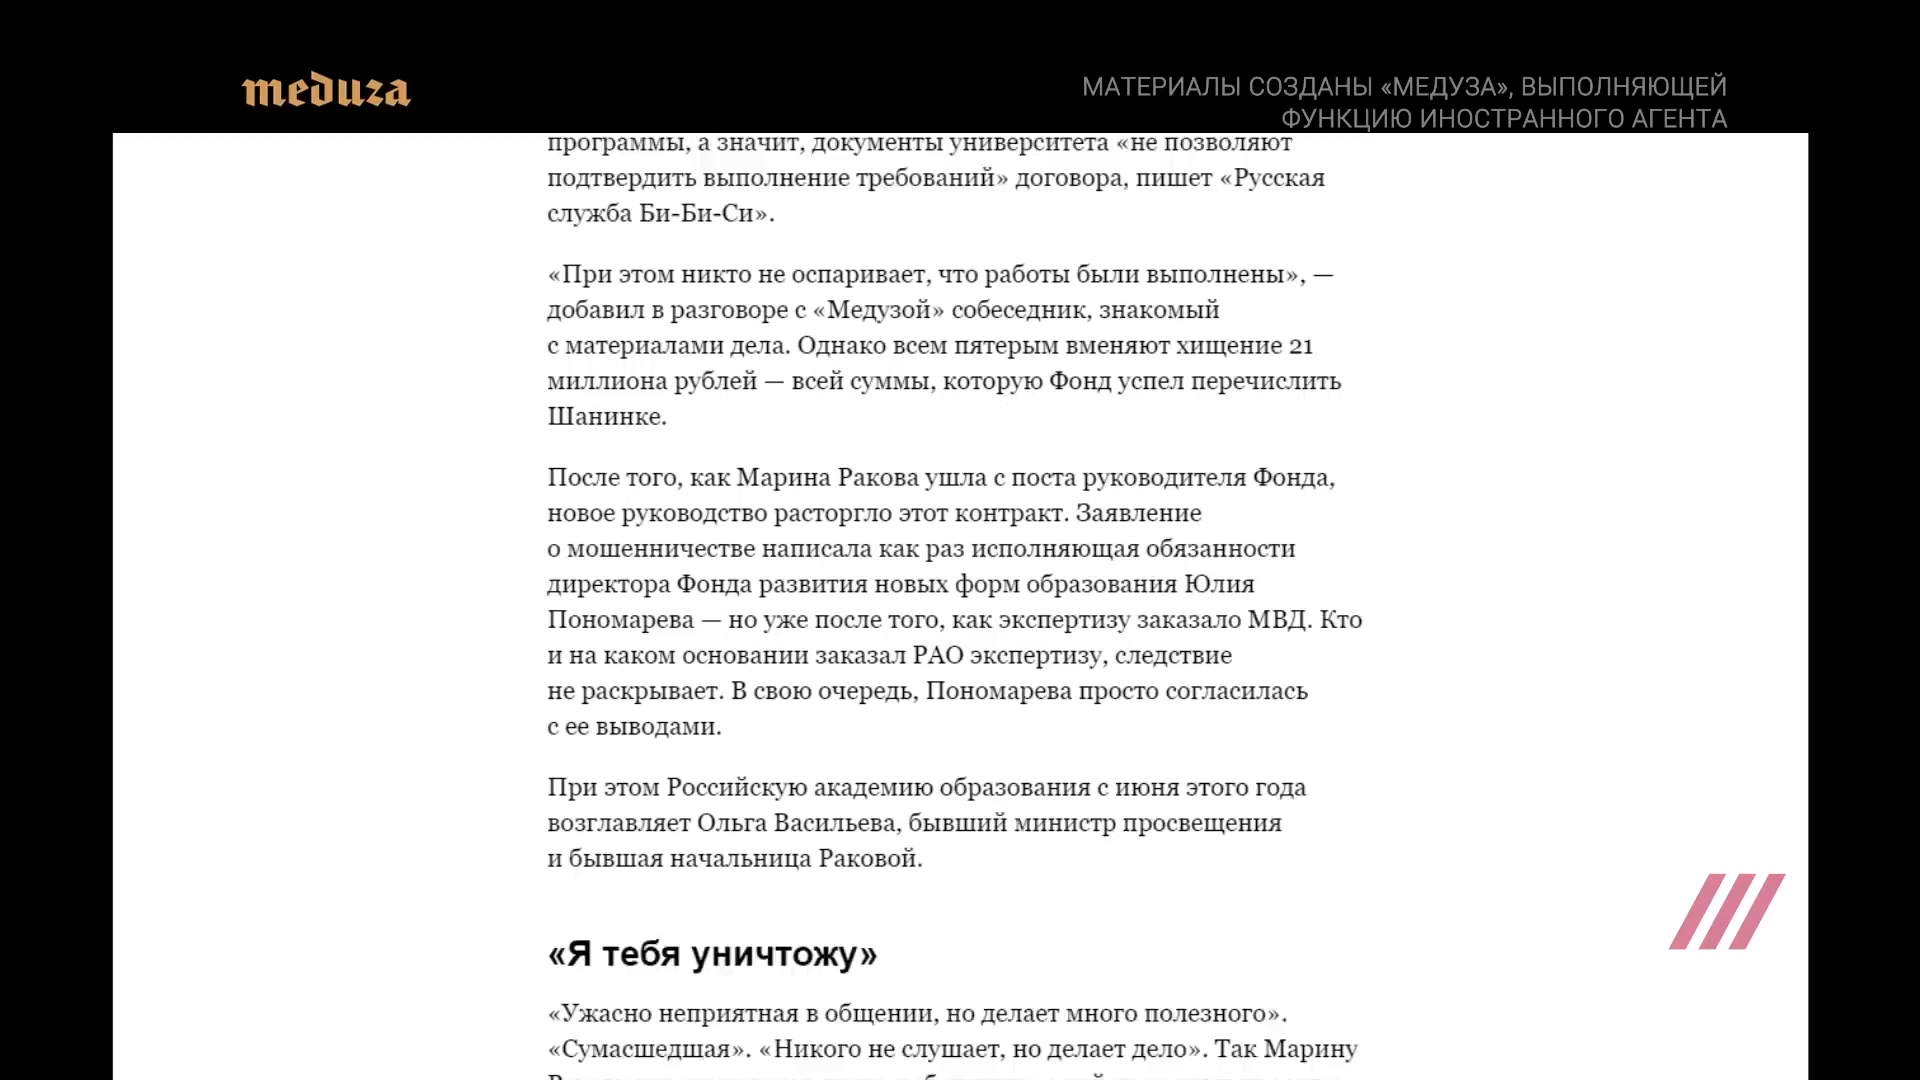 meduza
МАТЕРИАЛЫ СОЗДАНЫ «МЕДУЗА», ВЫПОЛНЯЮЩЕЙ
ФУНКЦИЮ ИНОСТРАННОГО АГЕНТА
программы, а значит, документы университета «не позволяют
подтвердить выполнение требований» договора, пишет «Русская
служба Би-Би-Си».
«При этом никто не оспаривает, что работы были выполнены», —
добавил в разговоре с «Медузой» собеседник, знакомый
с материалами дела. Однако всем пятерым вменяют хищение 21
миллиона рублей — всей суммы, которую Фонд успел перечислить
Шанинке.
После того, как Марина Ракова ушла с поста руководителя Фонда,
новое руководство расторгло этот контракт. Заявление
о мошенничестве написала как раз исполняющая обязанности
директора Фонда развития новых форм образования Юлия
Пономарева — но уже после того, как экспертизу заказало МВД. Кто
и на каком основании заказал РАО экспертизу, следствие
не раскрывает. В свою очередь, Пономарева просто согласилась
с ее выводами.
При этом Российскую академию образования с июня этого года
возглавляет Ольга Васильева, бывший министр просвещения
и бывшая начальница Раковой.
«Я тебя уничтожу»
«Ужасно неприятная в общении, но делает много полезного».
«Сумасшедшая». «Никого не слушает, но делает дело». Так Марину